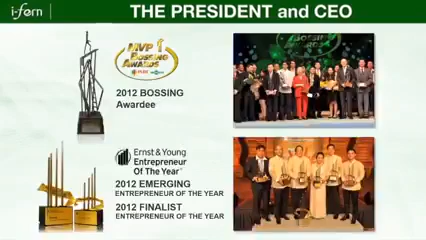 i-fern
THE PRESIDENT and CEO
MVP
BOSSING
AWARDS
2012 BOSSING
Awardee
Ernst & Young
Entrepreneur
Of The Year
2012 EMERGING
ENTREPRENEUR OF THE YEAR
2012 FINALIST
ENTREPRENEUR OF THE YEAR